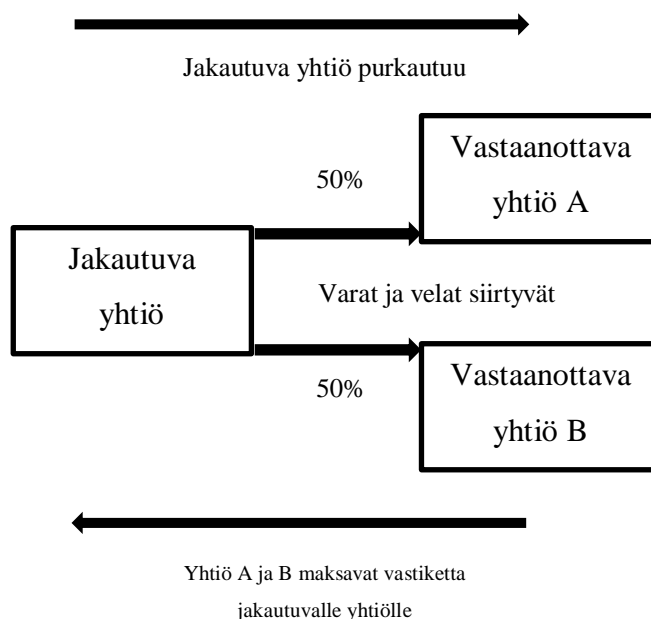 Jakautuva yhtiö purkautuu
Vastaanottava
yhtiö A
50%
Jakautuva
yhtiö
Varat ja velat siirtyvät
50%
Vastaanottava
yhtiö B
Yhtiö A ja B maksavat vastiketta
jakautuvalle yhtiölle